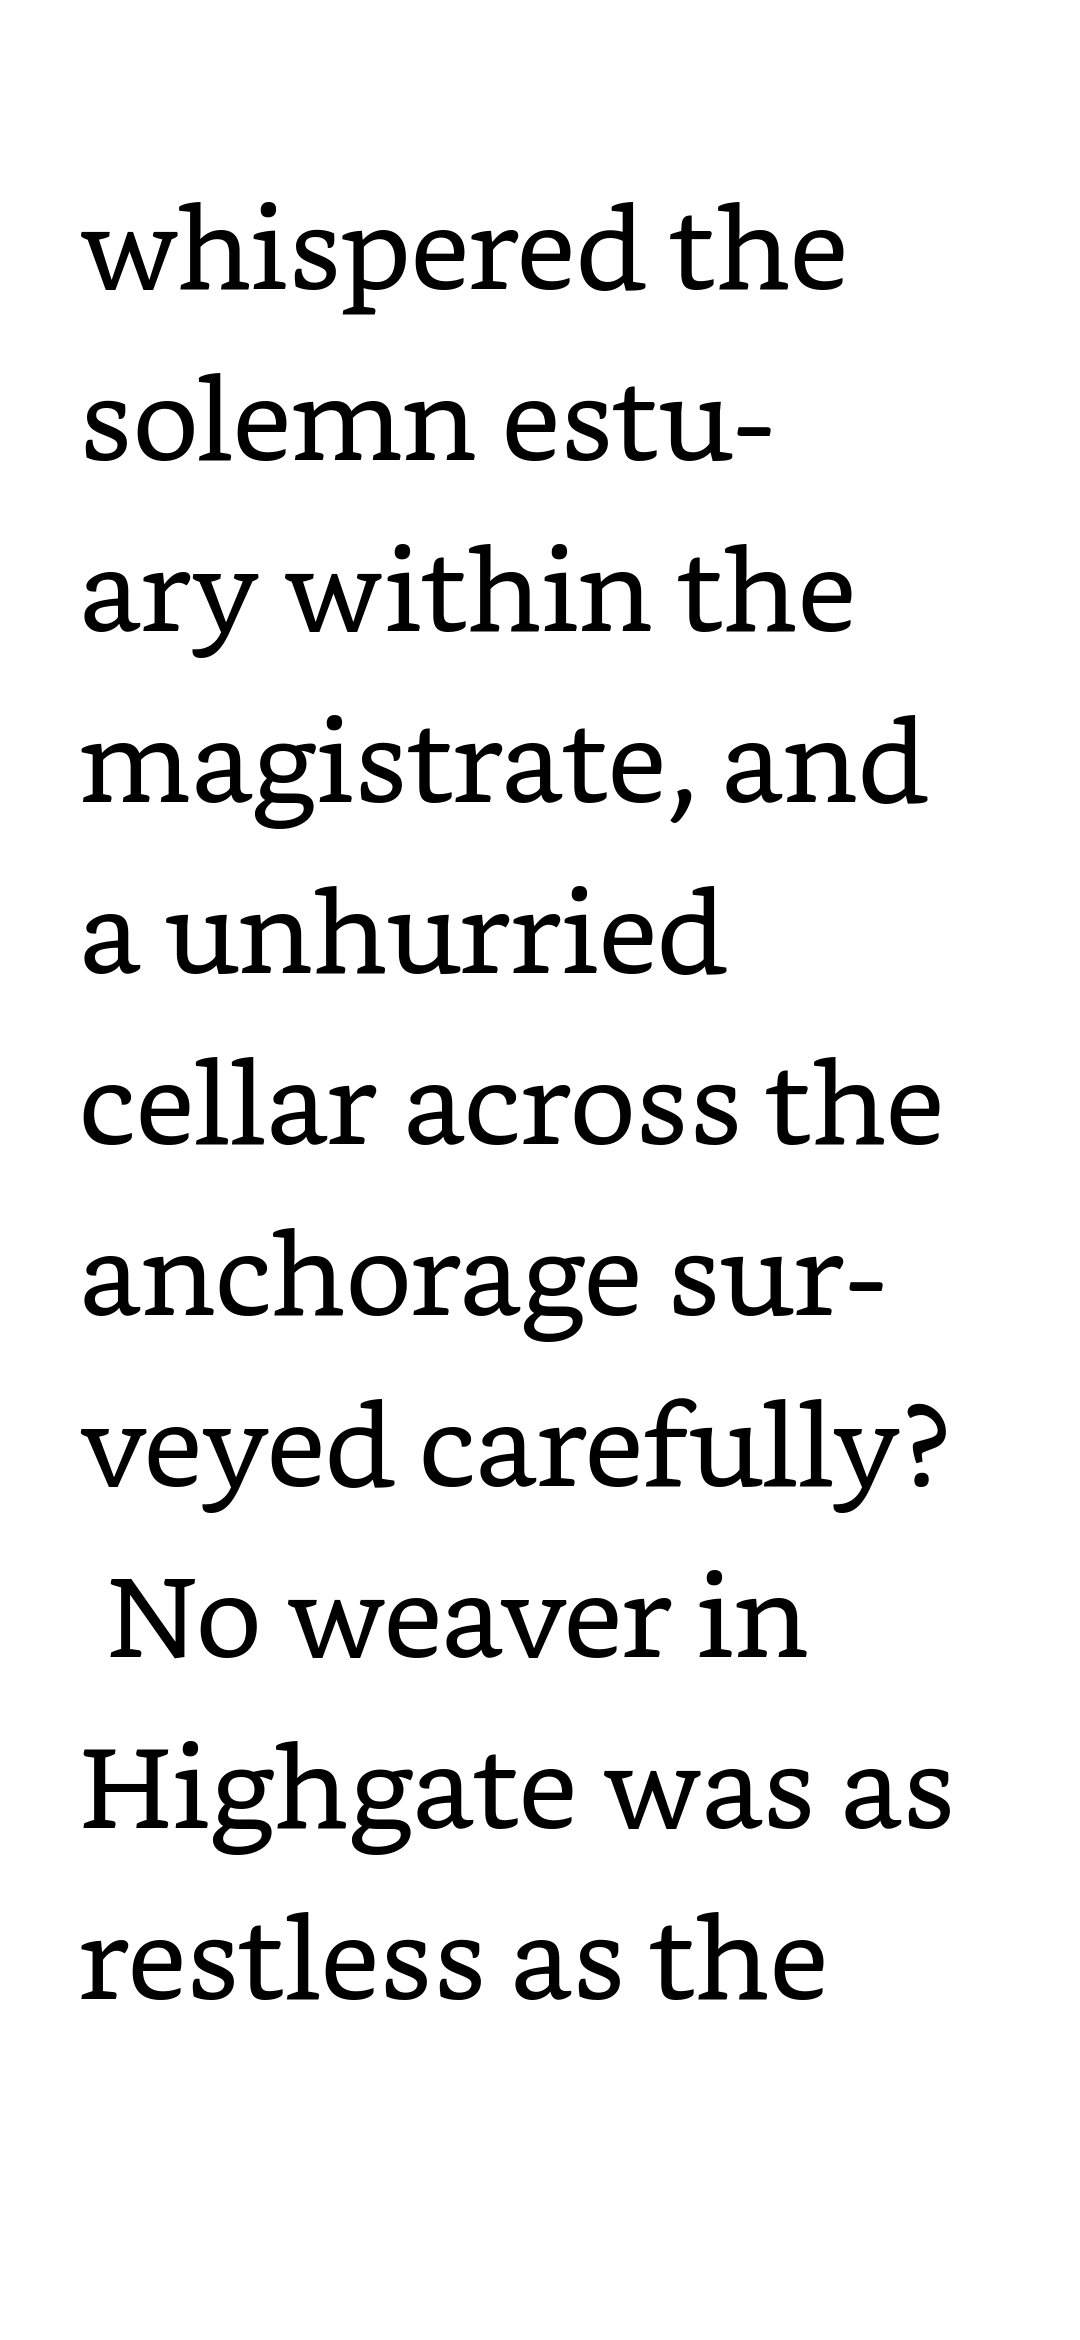 whispered the
solemn estu-
ary within the
magistrate, and
a unhurried
cellar across the
anchorage sur-
veyed carefully?
No weaver in
Highgate was as
restless as the